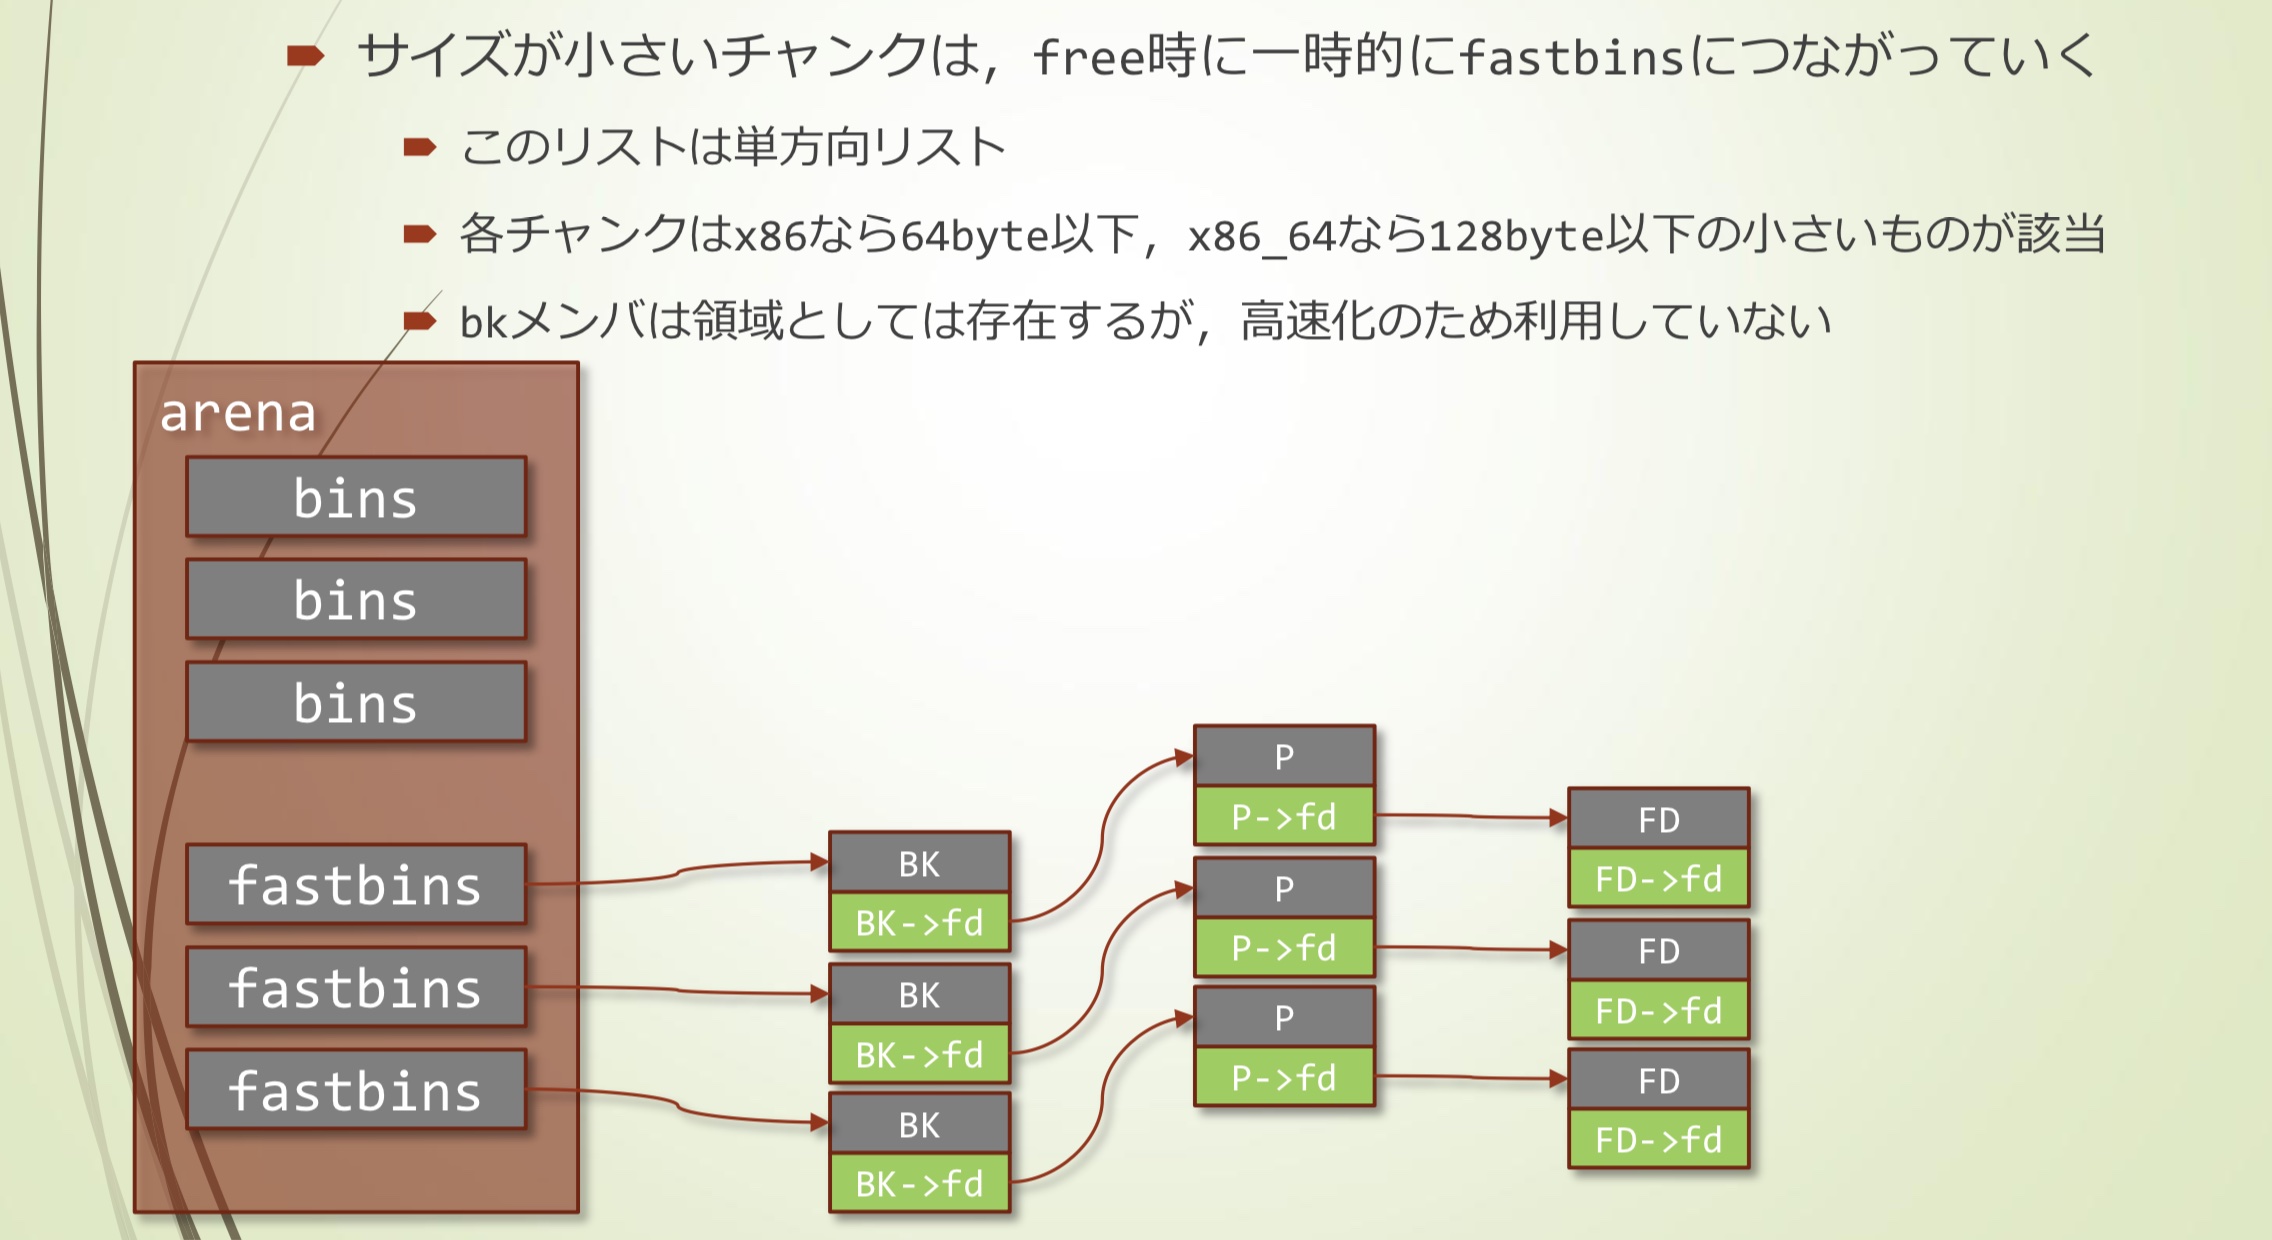 サイズが小さいチャンクは，free時に一時的にfastbinsにつながっていく
このリストは単方向リスト
各チャンクはx86なら64byte以下，x86_64なら128byte以下の小さいものが該当
bkメンバは領域としては存在するが，高速化のため利用していない
arena
bins
bins
bins
fastbins
fastbins
fastbins
BK
BK->fd
BK
BK->fd
BK
BK->fd
P
P->fd
P
P->fd
P
P->fd
FD
FD->fd
FD
FD->fd
FD
FD->fd